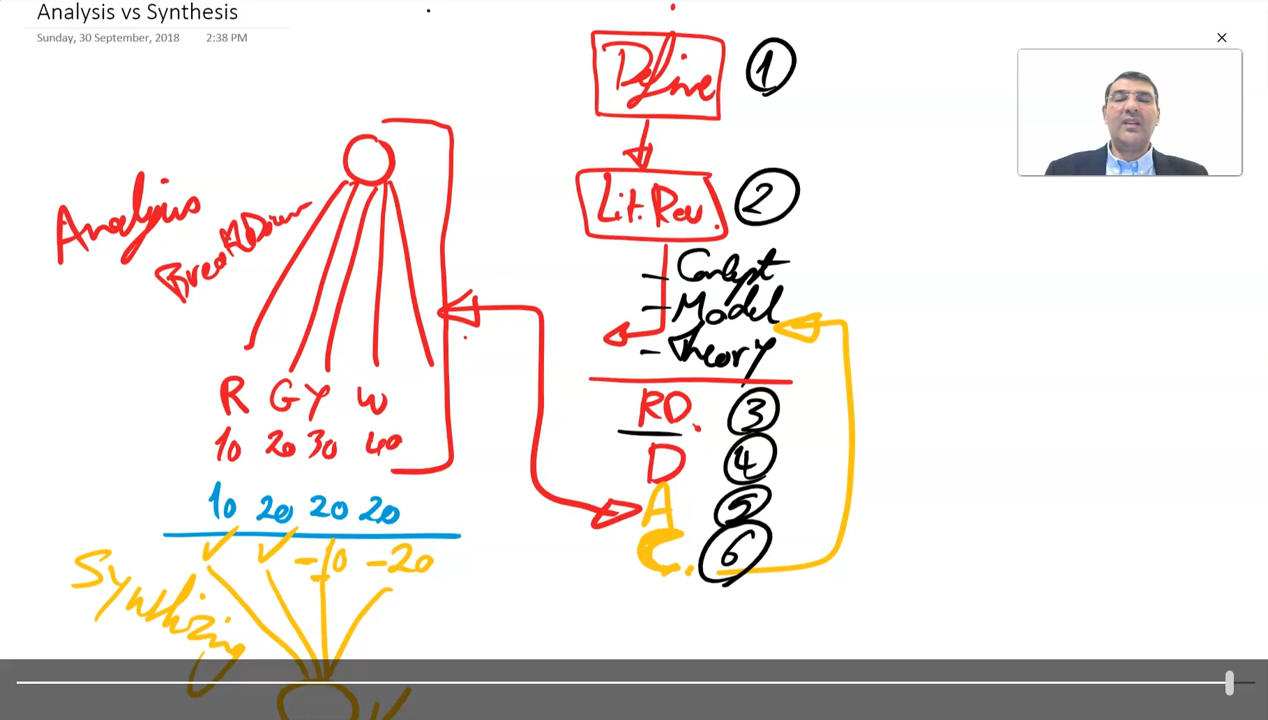 Analysis vs Synthesis
Sunday, 30 September, 2018 2:38 PM
Define 1
Lit. Rev. 2
- Concept
- Model
- Theory
RD. 3
D 4
A 5
C. 6
Analysis
BreakDown
R G Y W
10 20 30 40
10 20 20 20
-10 -20